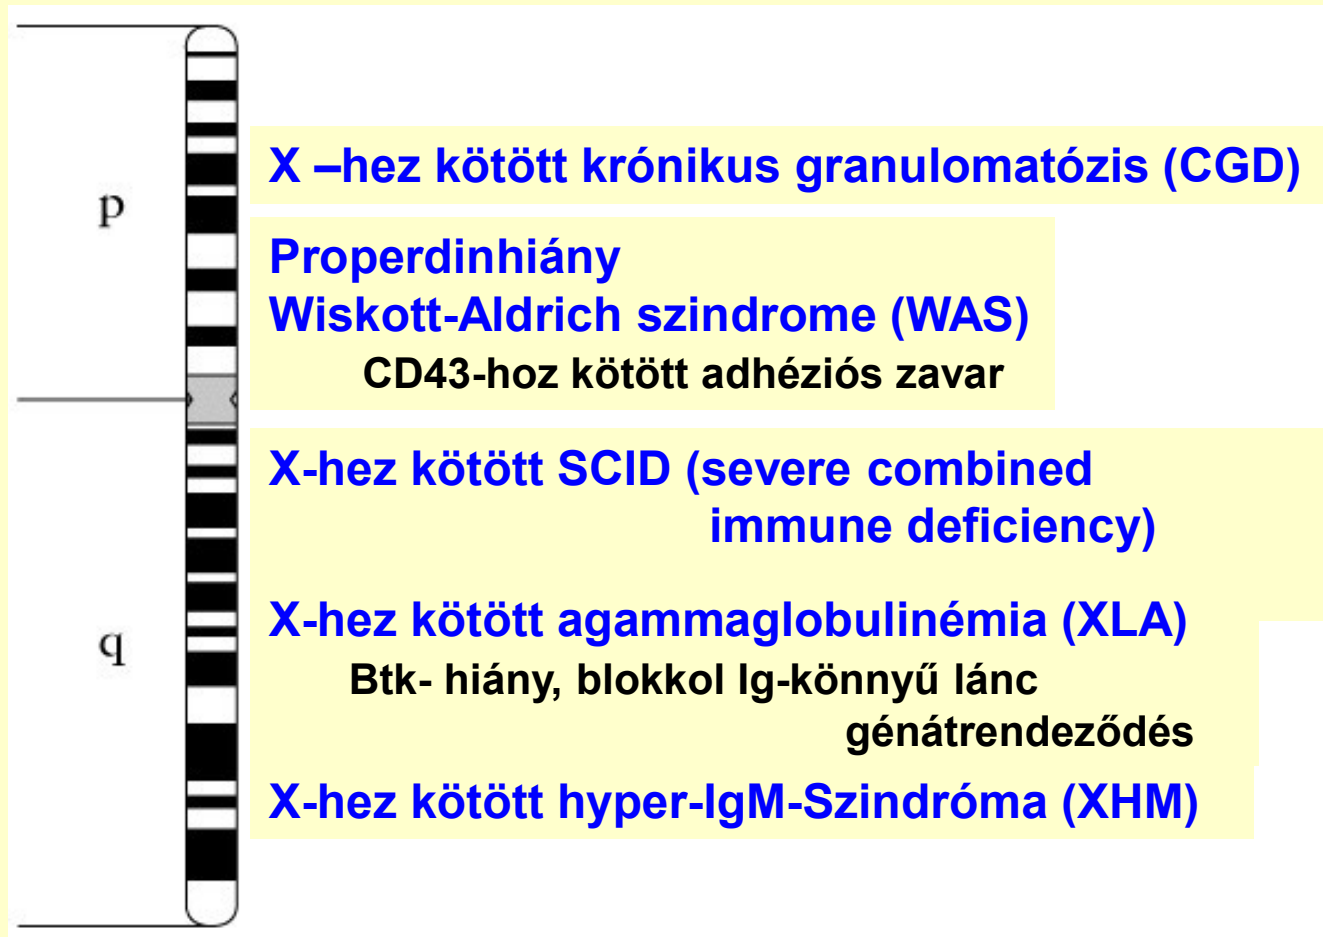 X –hez kötött krónikus granulomatózis (CGD)
p
Properdinhiány
Wiskott-Aldrich szindrome (WAS)
CD43-hoz kötött adhéziós zavar
X-hez kötött SCID (severe combined
immune deficiency)
X-hez kötött agammaglobulinémia (XLA)
q
Btk- hiány, blokkol Ig-könnyű lánc
génátrendeződés
X-hez kötött hyper-IgM-Szindróma (XHM)